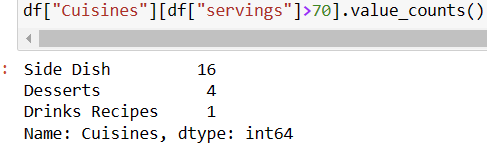 df["Cuisines"][df["servings"]>70].value_counts()
:
Side Dish 16
Desserts 4
Drinks Recipes 1
Name: Cuisines, dtype: int64